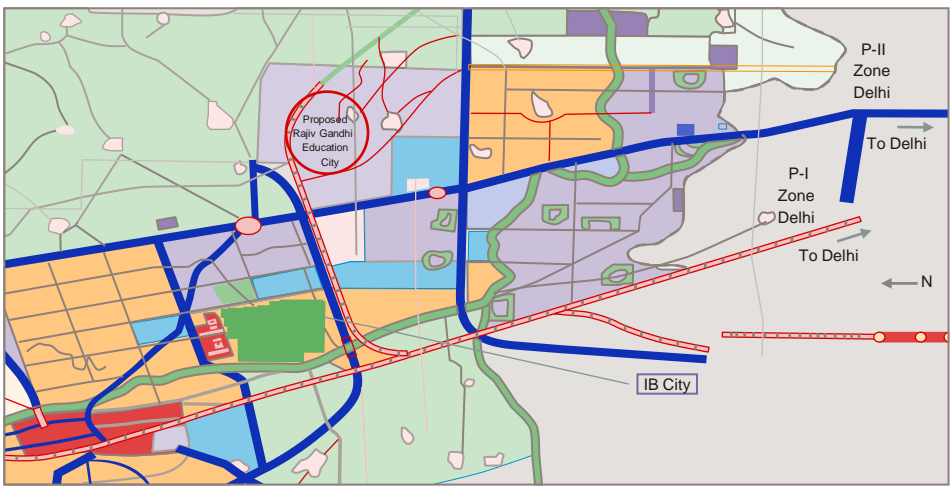 P-II
Zone
Delhi
Proposed
Rajiv Gandhi
Education
City
To Delhi
P-I
Zone
Delhi
To Delhi
N
IB City